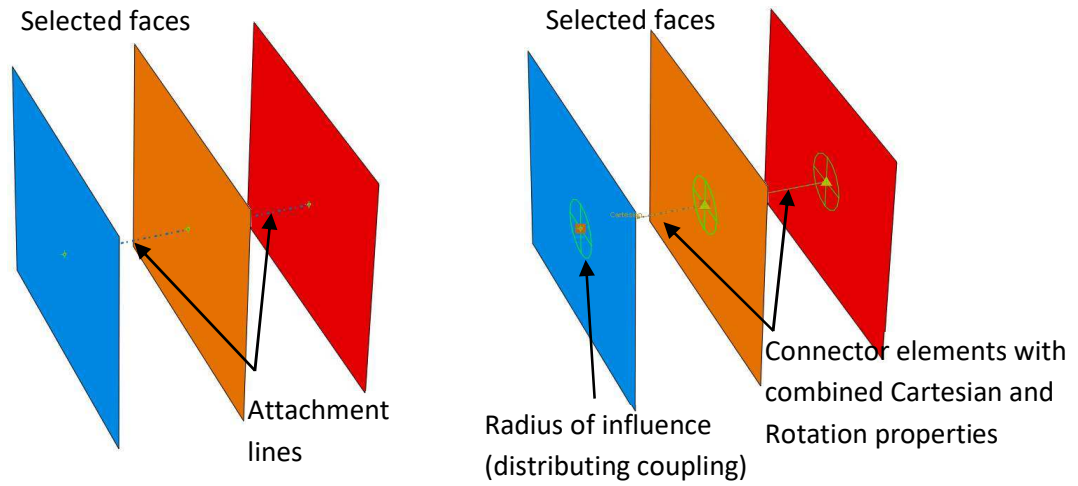 Selected faces
Attachment
lines
Selected faces
Cartesian
Radius of influence
(distributing coupling)
Connector elements with
combined Cartesian and
Rotation properties